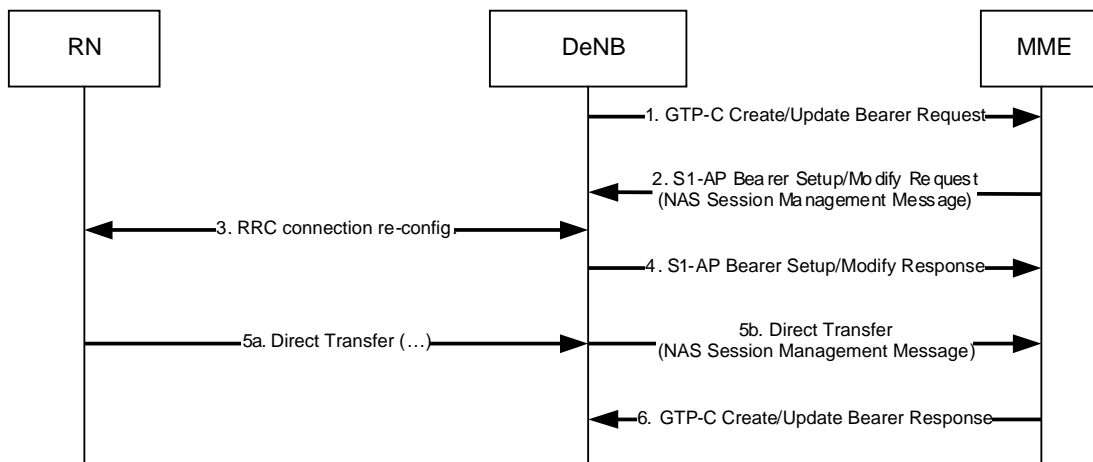 RN
DeNB
MME
1. GTP-C Create/Update Bearer Request
2. S1-AP Bearer Setup/Modify Request
(NAS Session Management Message)
3. RRC connection re-config.
4. S1-AP Bearer Setup/Modify Response
5a. Direct Transfer (…)
5b. Direct Transfer
(NAS Session Management Message)
6. GTP-C Create/Update Bearer Response